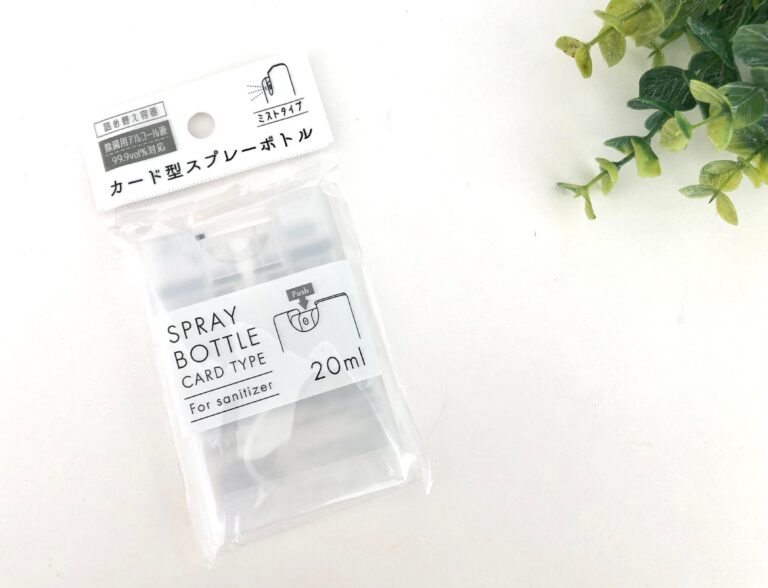 詰め替え容器
除菌用アルコール液
99.9vol%対応
ミストタイプ
カード型スプレーボトル
Push
SPRAY
BOTTLE
CARD TYPE
For sanitizer
20ml